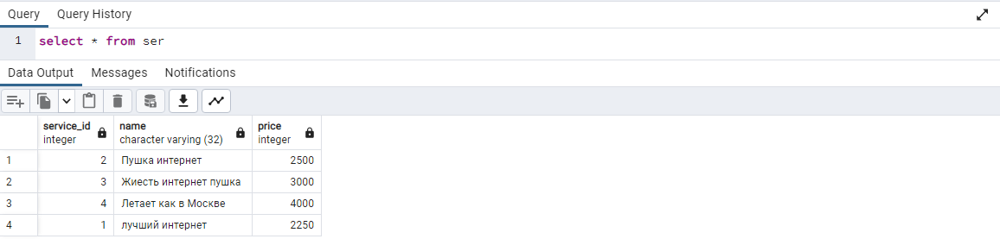 Query Query History
1 select * from ser
Data Output Messages Notifications
service_id name price
integer character varying (32) integer
1 2 Пушка интернет 2500
2 3 Жиесть интернет пушка 3000
3 4 Летает как в Москве 4000
4 1 лучший интернет 2250